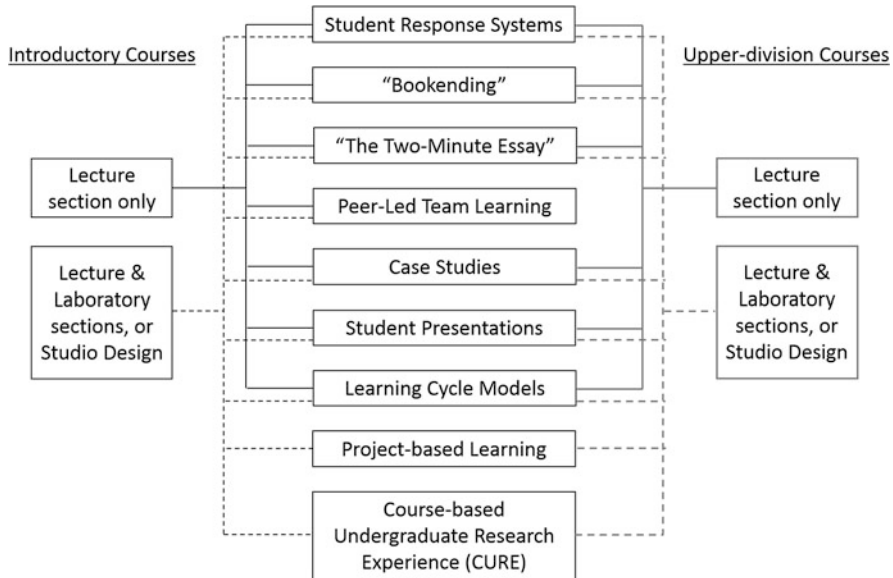 Student Response Systems
Introductory Courses
Upper-division Courses
“Bookending”
“The Two-Minute Essay”
Lecture
section only
Lecture
section only
Peer-Led Team Learning
Lecture &
Laboratory
sections, or
Studio Design
Case Studies
Lecture &
Laboratory
sections, or
Studio Design
Student Presentations
Learning Cycle Models
Project-based Learning
Course-based
Undergraduate Research
Experience (CURE)